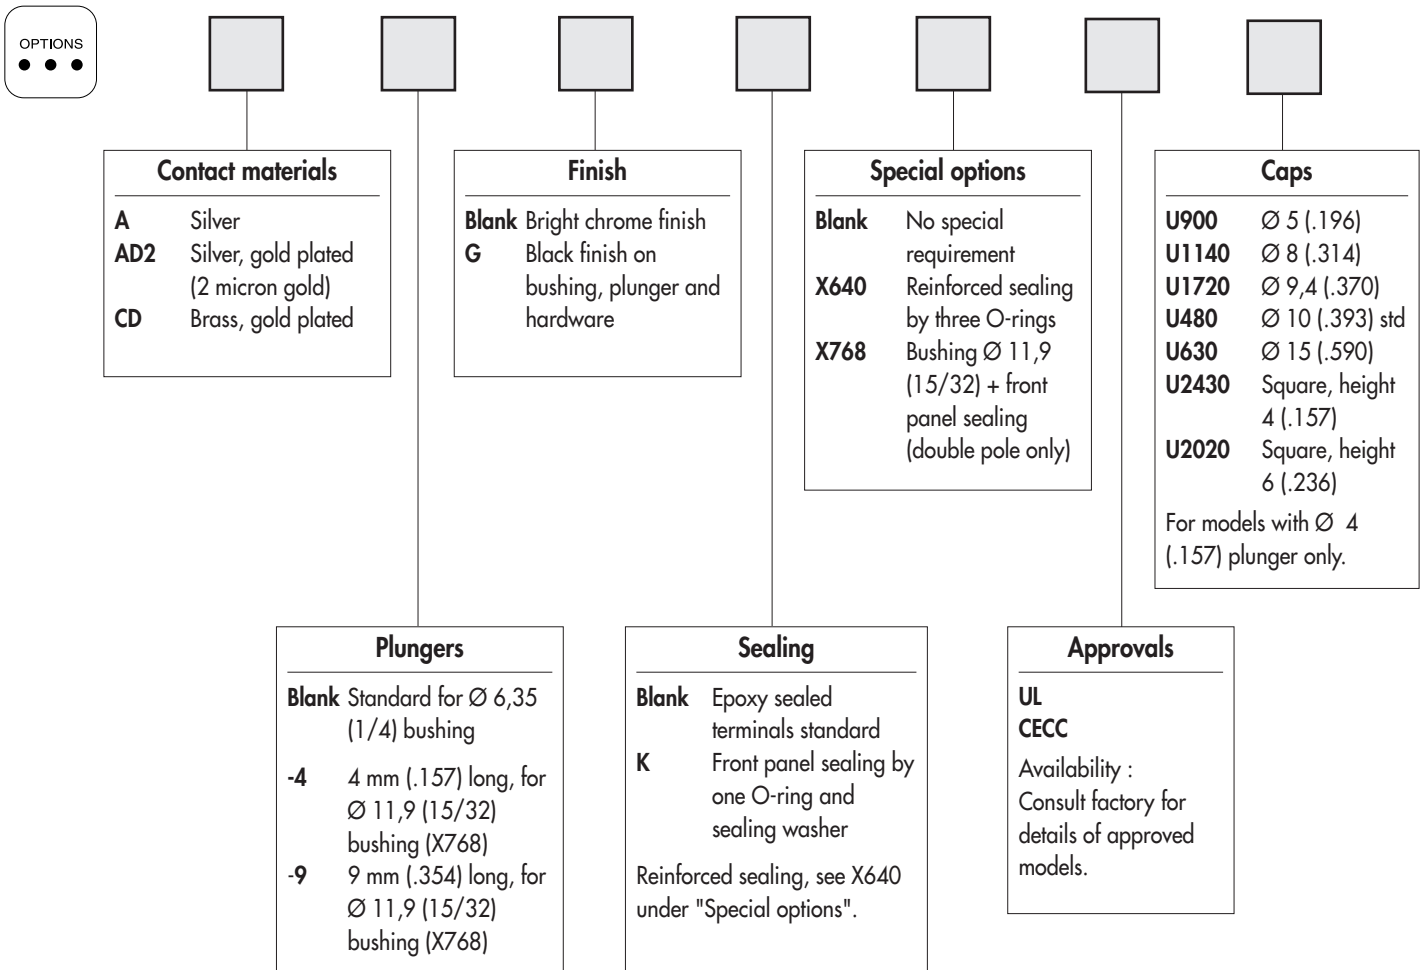 OPTIONS
Contact materials
A Silver
AD2 Silver, gold plated
(2 micron gold)
CD Brass, gold plated
Finish
Blank Bright chrome finish
G Black finish on
bushing, plunger and
hardware
Special options
Blank No special
requirement
X640 Reinforced sealing
by three O-rings
X768 Bushing Ø 11,9
(15/32) + front
panel sealing
(double pole only)
Caps
U900 Ø 5 (.196)
U1140 Ø 8 (.314)
U1720 Ø 9,4 (.370)
U480 Ø 10 (.393) std
U630 Ø 15 (.590)
U2430 Square, height
4 (.157)
U2020 Square, height
6 (.236)
For models with Ø 4
(.157) plunger only.
Plungers
Blank Standard for Ø 6,35
(1/4) bushing
-4 4 mm (.157) long, for
Ø 11,9 (15/32)
bushing (X768)
-9 9 mm (.354) long, for
Ø 11,9 (15/32)
bushing (X768)
Sealing
Blank Epoxy sealed
terminals standard
K Front panel sealing by
one O-ring and
sealing washer
Reinforced sealing, see X640
under "Special options".
Approvals
UL
CECC
Availability :
Consult factory for
details of approved
models.